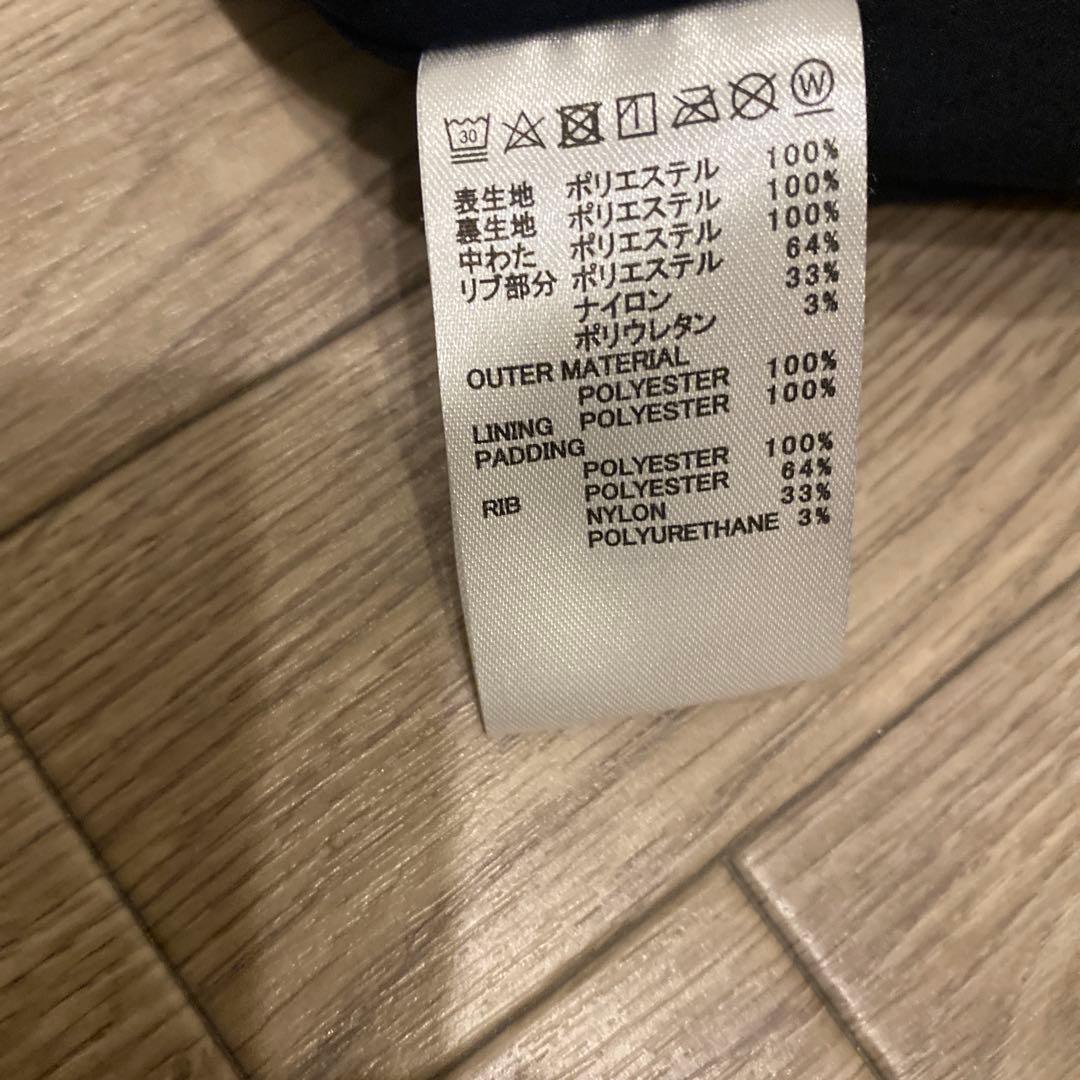 30 W
表生地 ポリエステル 100%
裏生地 ポリエステル 100%
中わた ポリエステル 100%
リブ部分 ポリエステル 64%
ナイロン 33%
ポリウレタン 3%
OUTER MATERIAL
POLYESTER 100%
LINING POLYESTER 100%
PADDING
POLYESTER 100%
RIB POLYESTER 64%
NYLON 33%
POLYURETHANE 3%